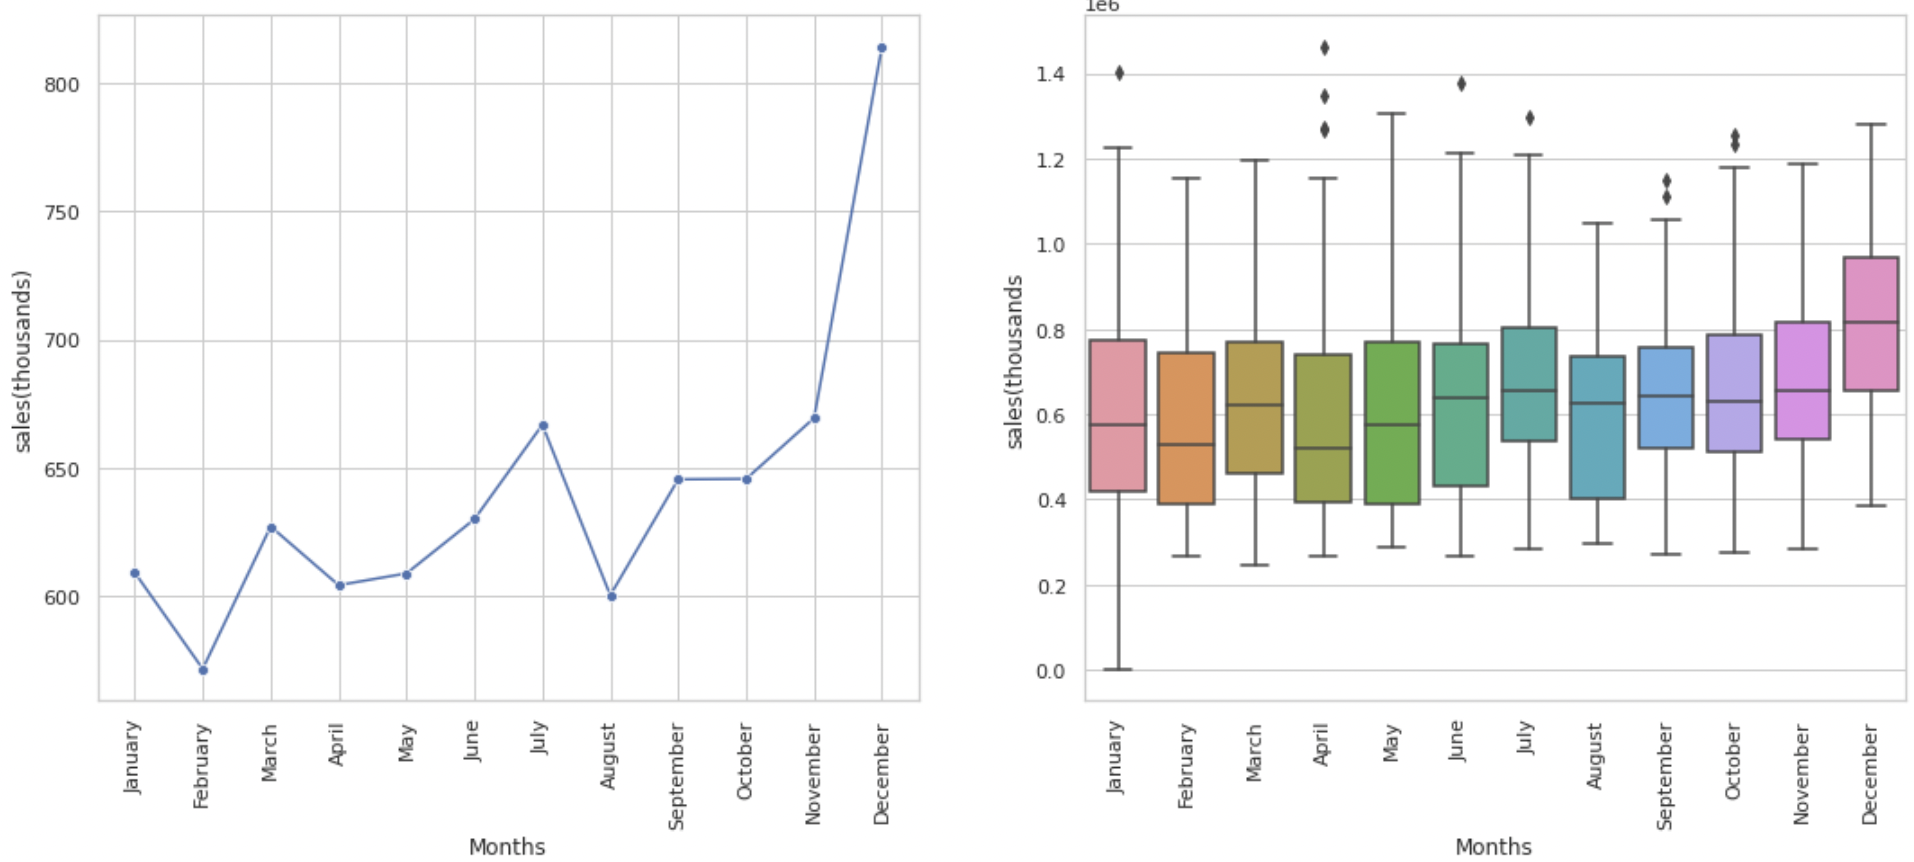 800
750
700
650
600
sales(thousands)
January
February
March
April
May
June
July
August
September
October
November
December
Months
1e6
1.4
1.2
1.0
0.8
0.6
0.4
0.2
0.0
sales(thousands
January
February
March
April
May
June
July
August
September
October
November
December
Months